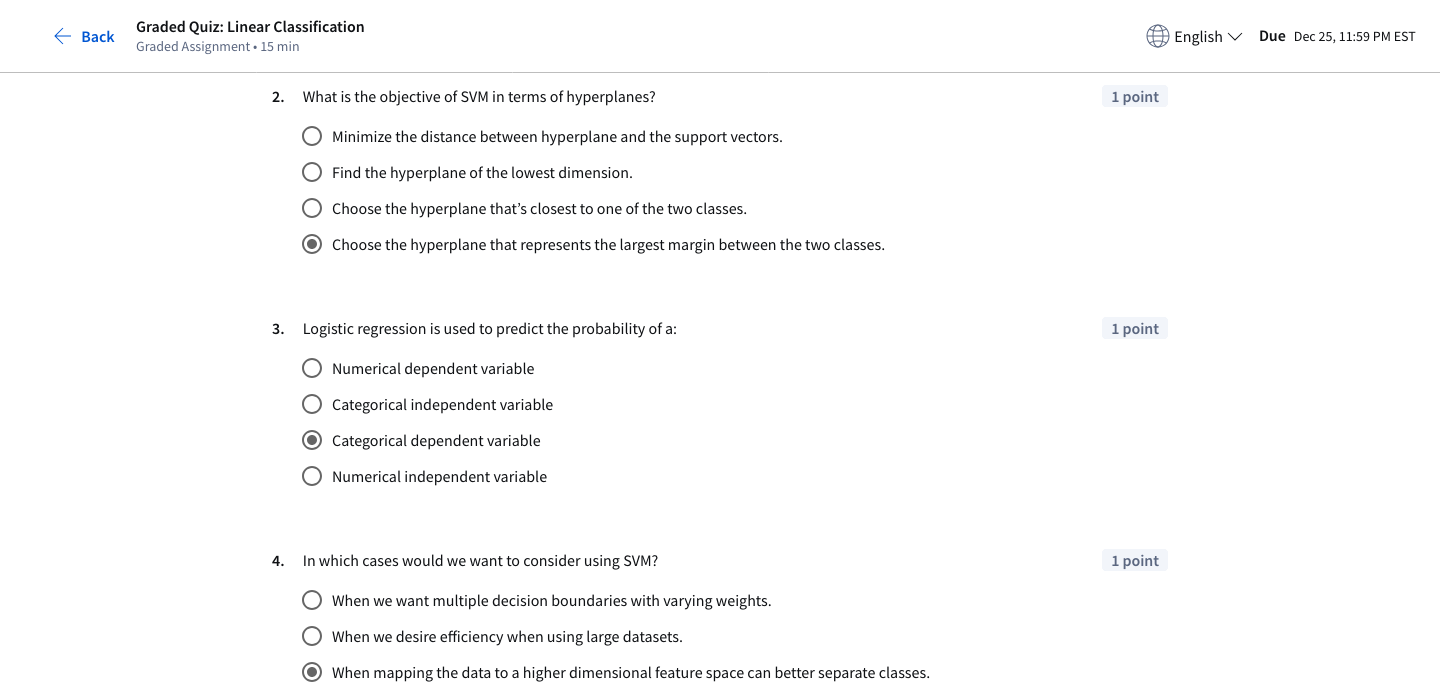 Back
Graded Quiz: Linear Classification
Graded Assignment • 15 min
English
Due Dec 25, 11:59 PM EST
2. What is the objective of SVM in terms of hyperplanes? 1 point
Minimize the distance between hyperplane and the support vectors.
Find the hyperplane of the lowest dimension.
Choose the hyperplane that’s closest to one of the two classes.
Choose the hyperplane that represents the largest margin between the two classes.
3. Logistic regression is used to predict the probability of a: 1 point
Numerical dependent variable
Categorical independent variable
Categorical dependent variable
Numerical independent variable
4. In which cases would we want to consider using SVM? 1 point
When we want multiple decision boundaries with varying weights.
When we desire efficiency when using large datasets.
When mapping the data to a higher dimensional feature space can better separate classes.